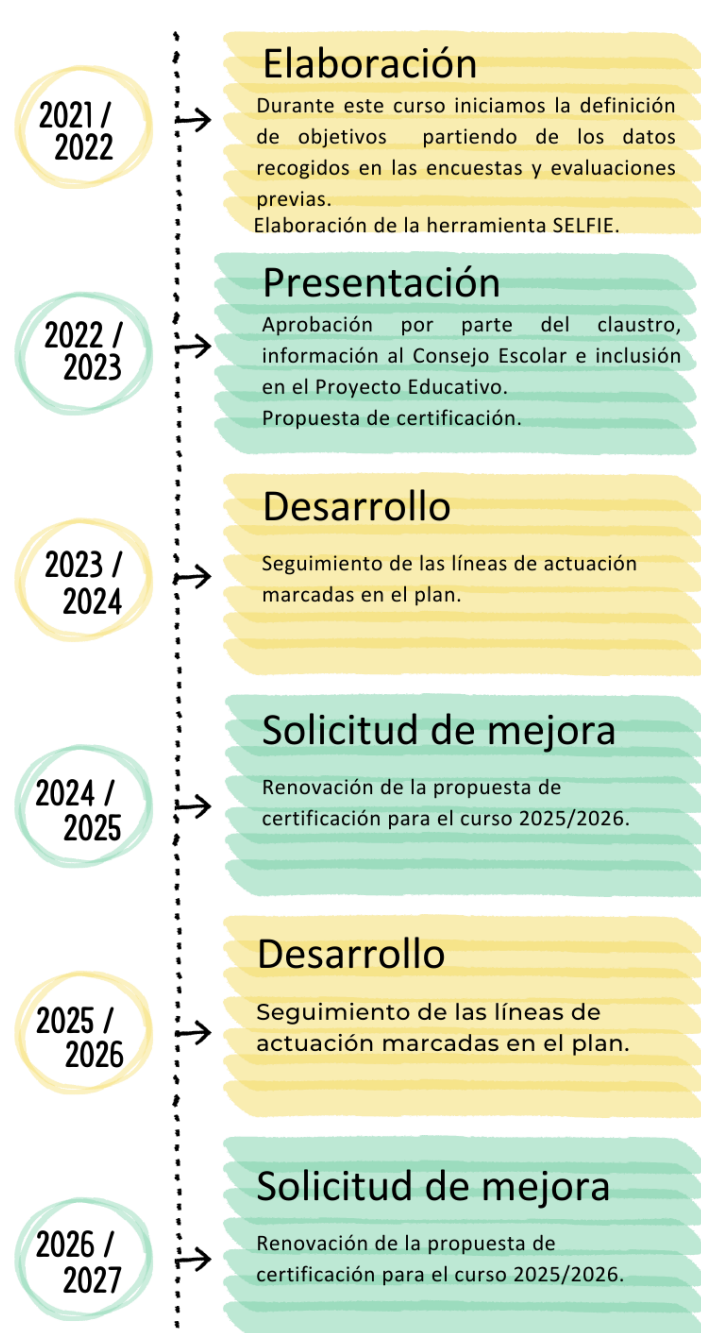 2021 /
2022
Elaboración
Durante este curso iniciamos la definición
de objetivos partiendo de los datos
recogidos en las encuestas y evaluaciones
previas.
Elaboración de la herramienta SELFIE.
2022 /
2023
Presentación
Aprobación por parte del claustro,
información al Consejo Escolar e inclusión
en el Proyecto Educativo.
Propuesta de certificación.
2023 /
2024
Desarrollo
Seguimiento de las líneas de actuación
marcadas en el plan.
2024 /
2025
Solicitud de mejora
Renovación de la propuesta de
certificación para el curso 2025/2026.
2025 /
2026
Desarrollo
Seguimiento de las líneas de
actuación marcadas en el plan.
2026 /
2027
Solicitud de mejora
Renovación de la propuesta de
certificación para el curso 2025/2026.